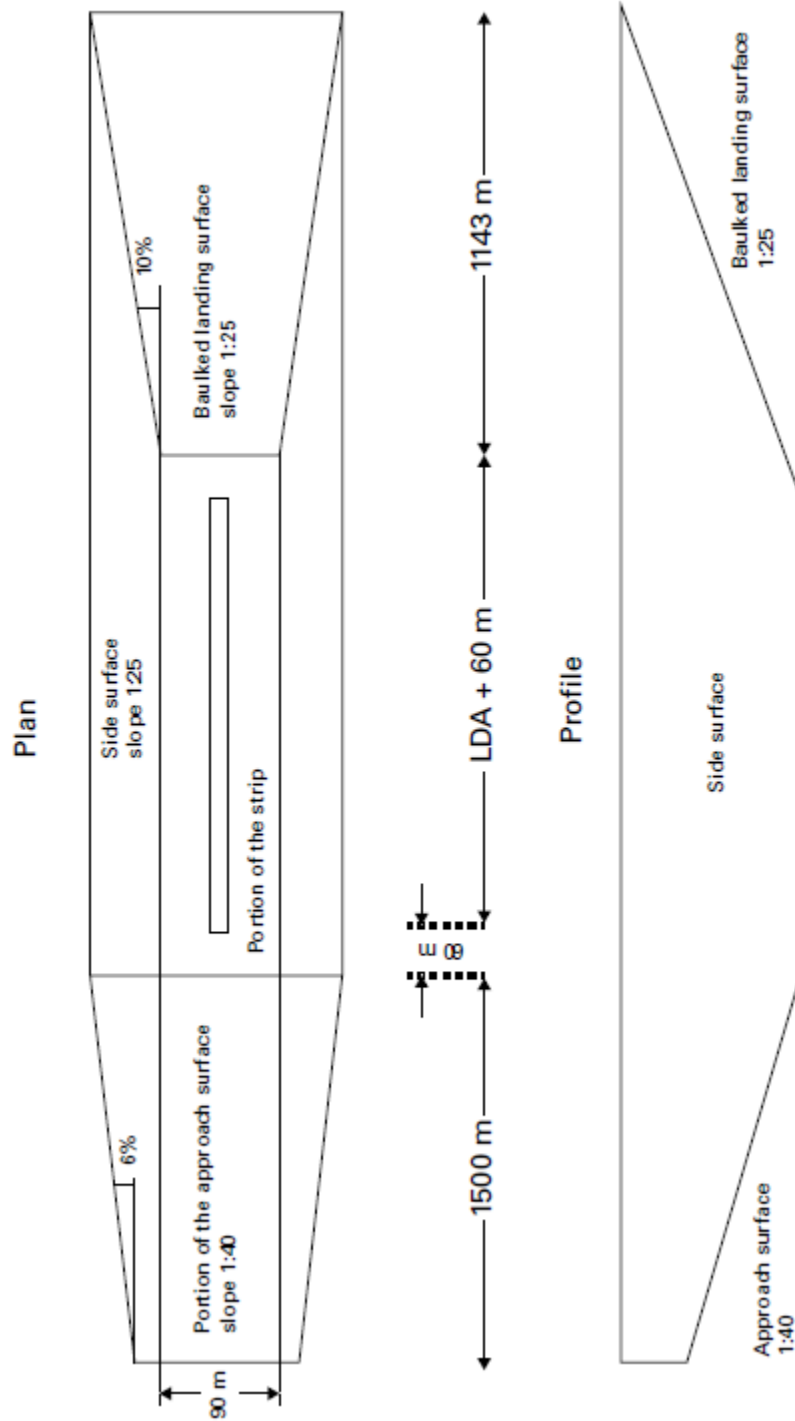 Plan
6%
Portion of the approach surface
slope 1:40
90 m
Side surface
slope 125
Portion of the strip
10%
Baulked landing surface
slope 1:25
1500 m
60 m
LDA + 60 m
1143 m
Profile
Approach surface
1:40
Side surface
Baulked landing surface
1:25